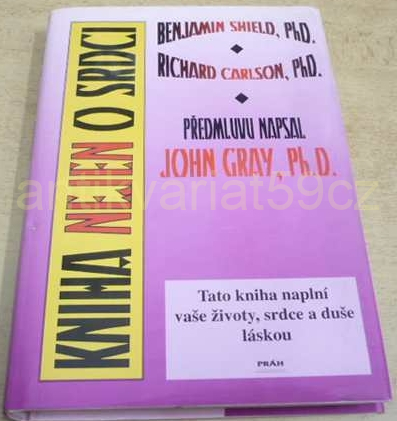 KNIHA NEJEN O SRDCI
BENJAMIN SHIELD, PhD.
RICHARD CARLSON, PhD.
PŘEDMLUVU NAPSAL
JOHN GRAY, Ph.D.
antikvariat59cz
Tato kniha naplní
vaše životy, srdce a duše
láskou
PRÁH